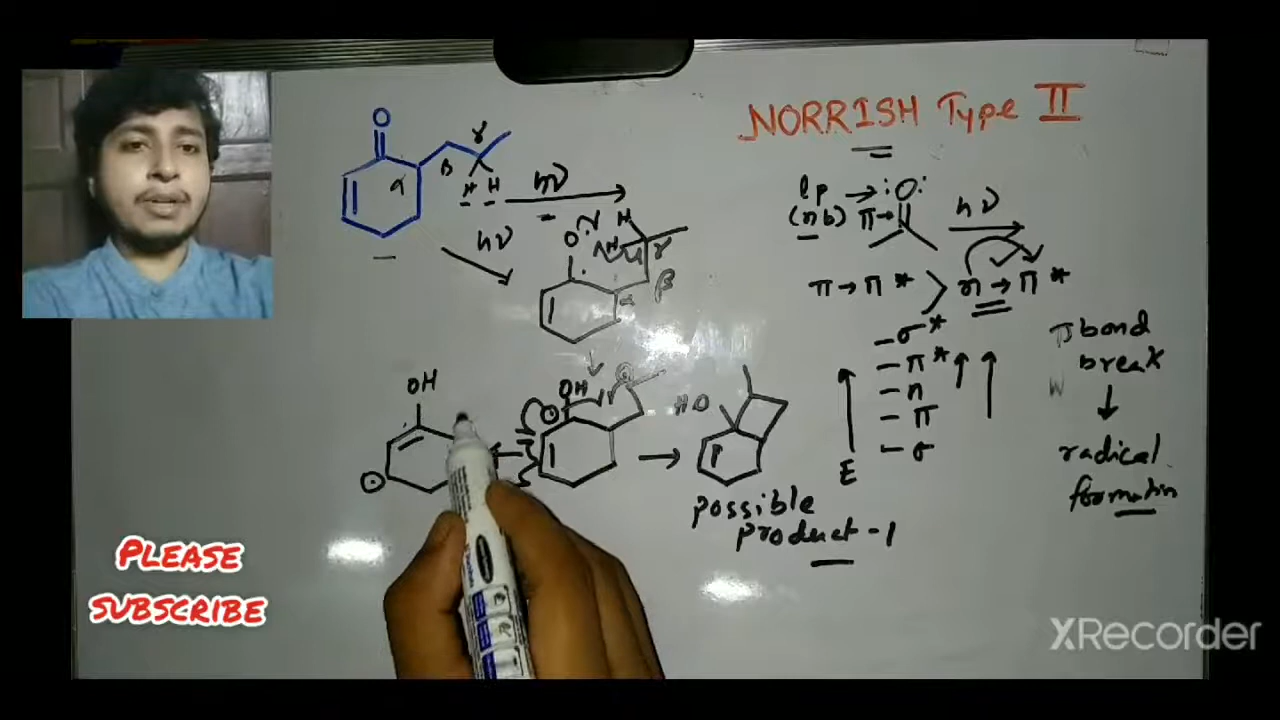 NORRISH Type II
O
α
β
γ
H H
hν
lp → :O:
(nb) π→
hν
hν
O
H
H
γ
β
α
π → π* > n → π*
σ*
π*
n
π
σ
E
π bond
break
radical
formation
OH
OH
HO
possible
product-1
PLEASE
SUBSCRIBE
XRecorder